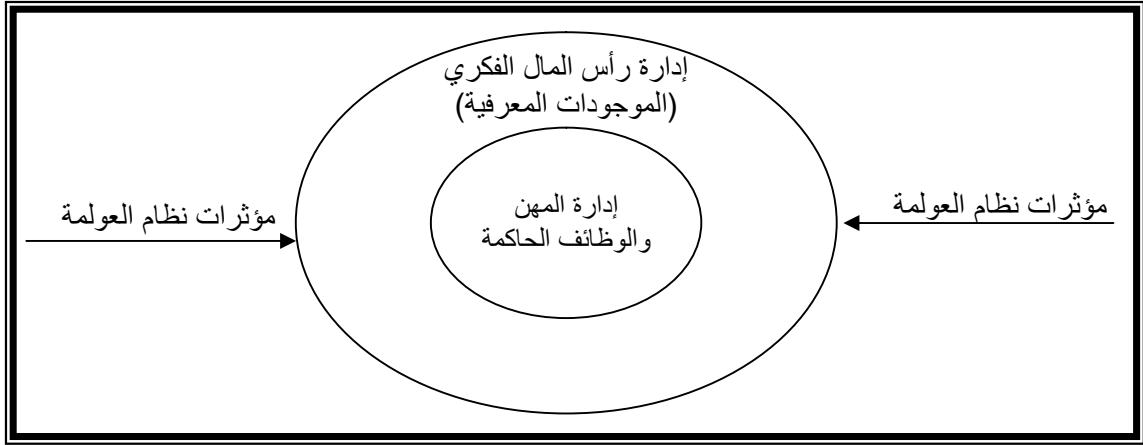 إدارة رأس المال الفكري
(الموجودات المعرفية)
مؤثرات نظام العولمة
إدارة المهن
والوظائف الحاكمة
مؤثرات نظام العولمة